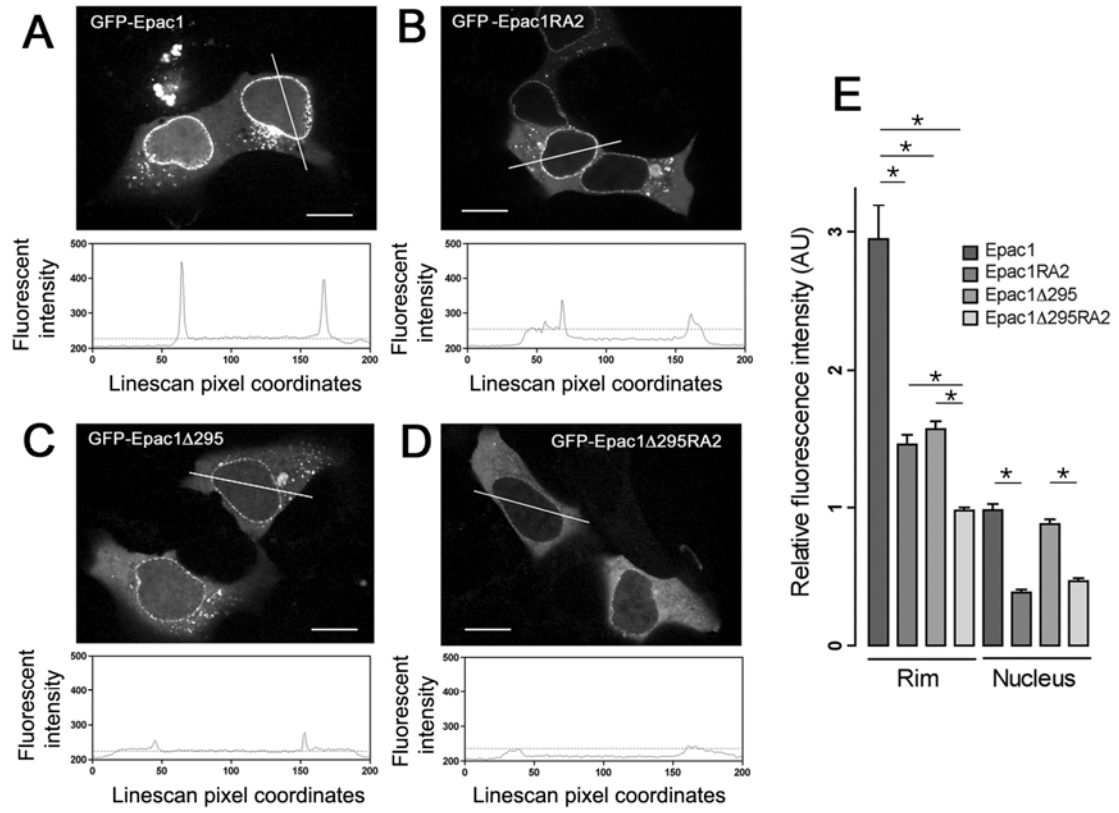 A
GFP-Epac1
Fluorescent
intensity
500
400
300
200
0
50
100
150
200
Linescan pixel coordinates
B
GFP-Epac1RA2
Fluorescent
intensity
500
400
300
200
0
50
100
150
200
Linescan pixel coordinates
C
GFP-Epac1Δ295
Fluorescent
intensity
500
400
300
200
0
50
100
150
200
Linescan pixel coordinates
D
GFP-Epac1Δ295RA2
Fluorescent
intensity
500
400
300
200
0
50
100
150
200
Linescan pixel coordinates
E
Relative fluorescence intensity (AU)
3
2
1
0
*
*
*
*
*
*
*
Epac1
Epac1RA2
Epac1Δ295
Epac1Δ295RA2
Rim
Nucleus